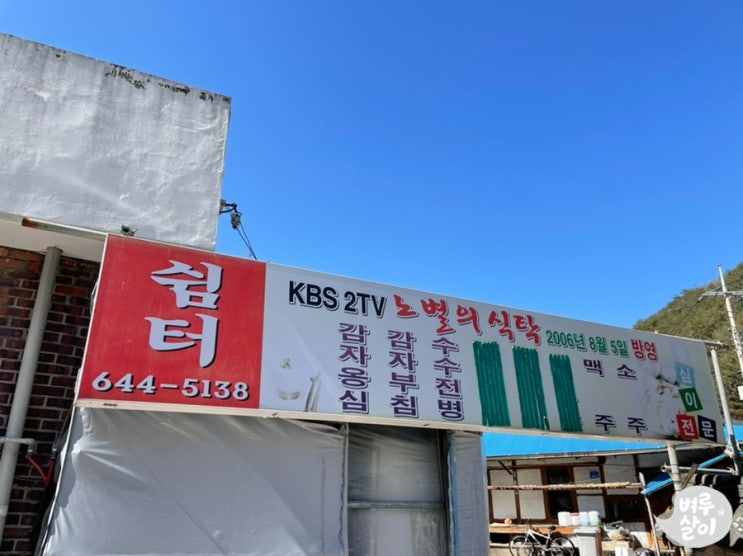 쉼터
644-5138
KBS 2TV 노별의 식탁 2006년 8월 5일 방영
감자옹심
감자부침
수수전병
맥주
소주
십이
전문
벼루
살이